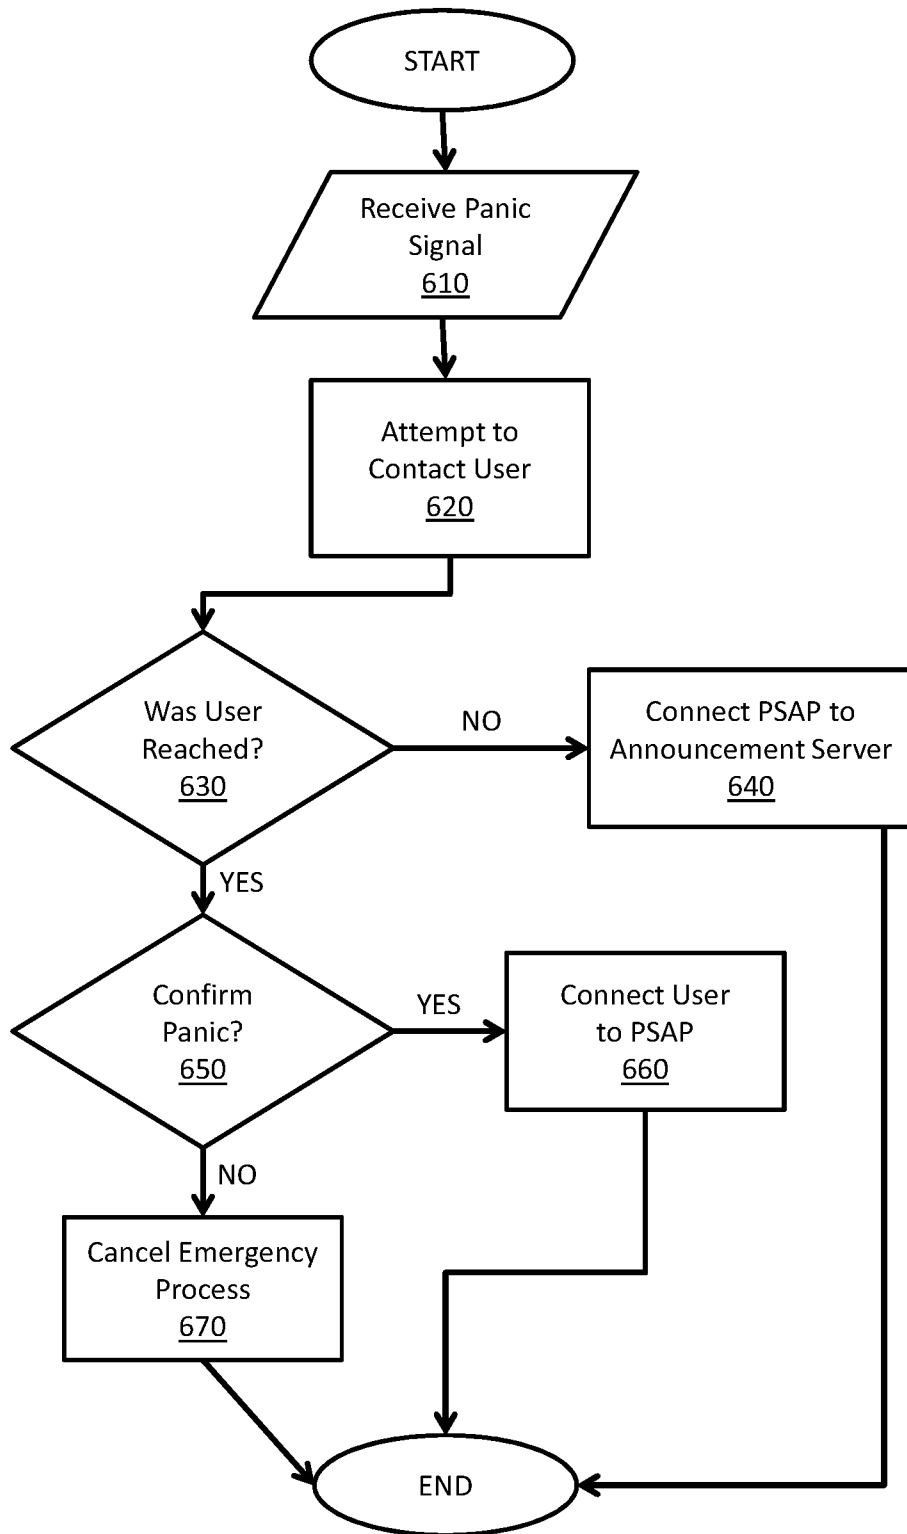 START
Receive Panic
Signal
610
Attempt to
Contact User
620
Was User
Reached?
630
NO
Connect PSAP to
Announcement Server
640
YES
Confirm
Panic?
650
YES
Connect User
to PSAP
660
NO
Cancel Emergency
Process
670
END